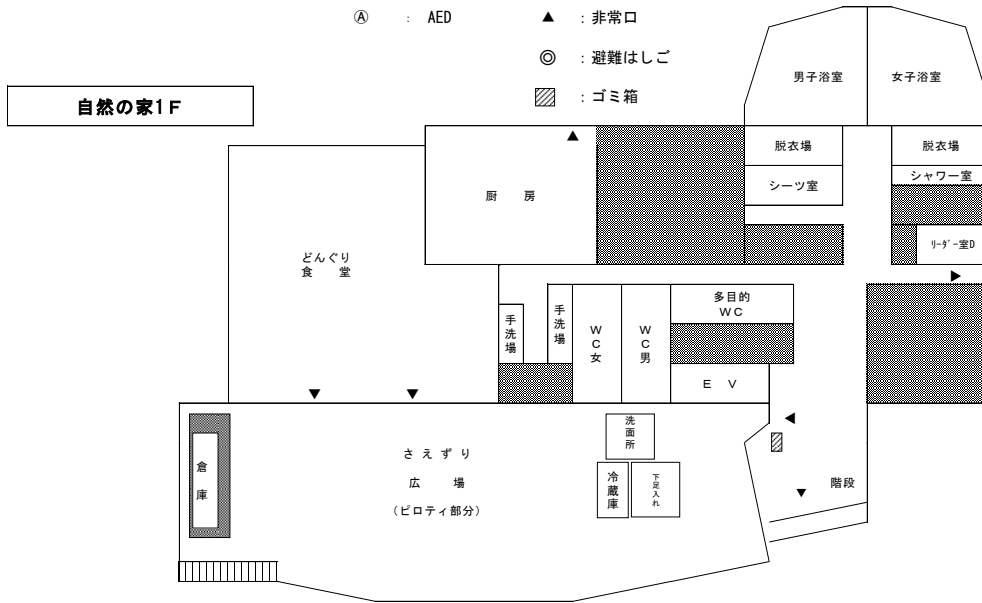 Ⓐ ： AED
▲ ：非常口
◎ ：避難はしご
：ゴミ箱
自然の家1F
男子浴室
女子浴室
脱衣場
脱衣場
シーツ室
シャワー室
ﾘｰﾀﾞｰ室D
厨 房
どんぐり
食 堂
手洗場
手洗場
WC女
WC男
多目的
WC
E V
洗面所
冷蔵庫
下足入れ
さえずり
広 場
(ピロティ部分)
倉庫
階段